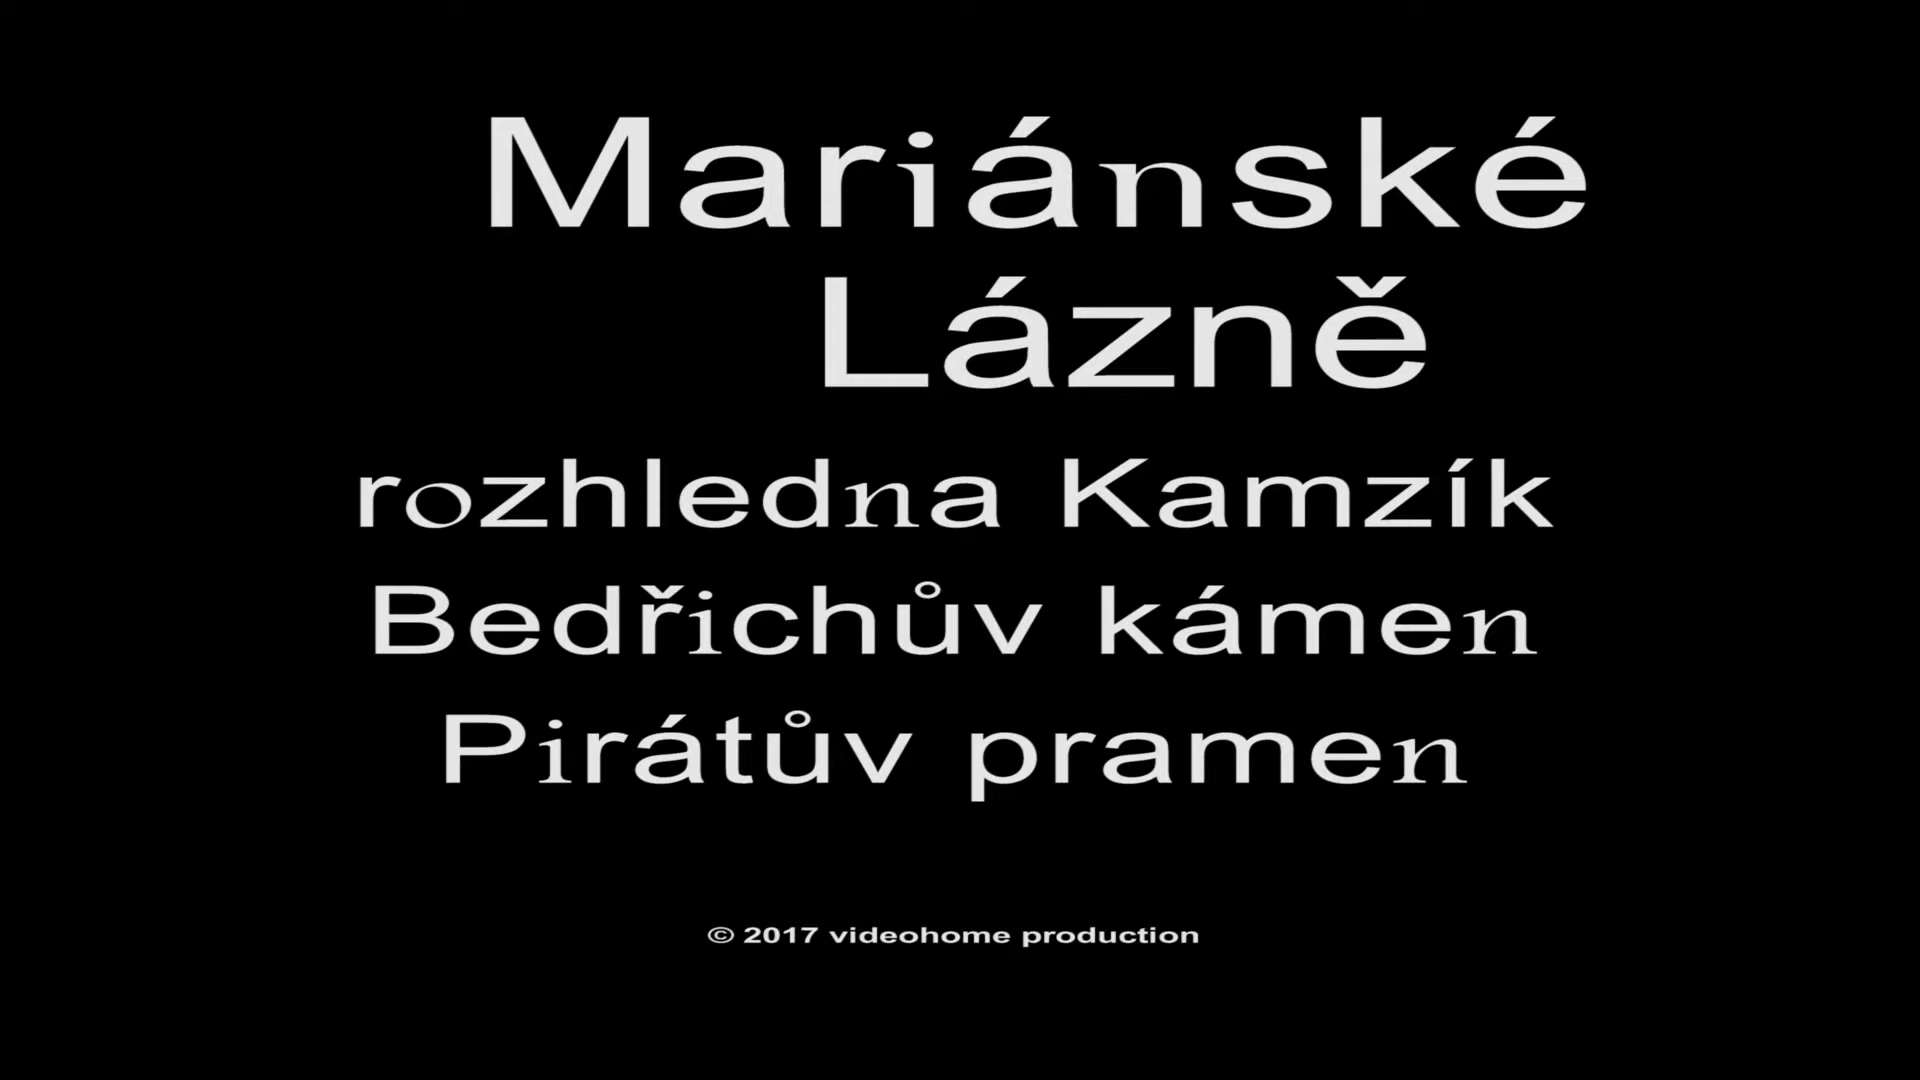 Mariánské
Lázně
rozhledna Kamzík
Bedřichův kámen
Pirátův pramen
© 2017 videohome production